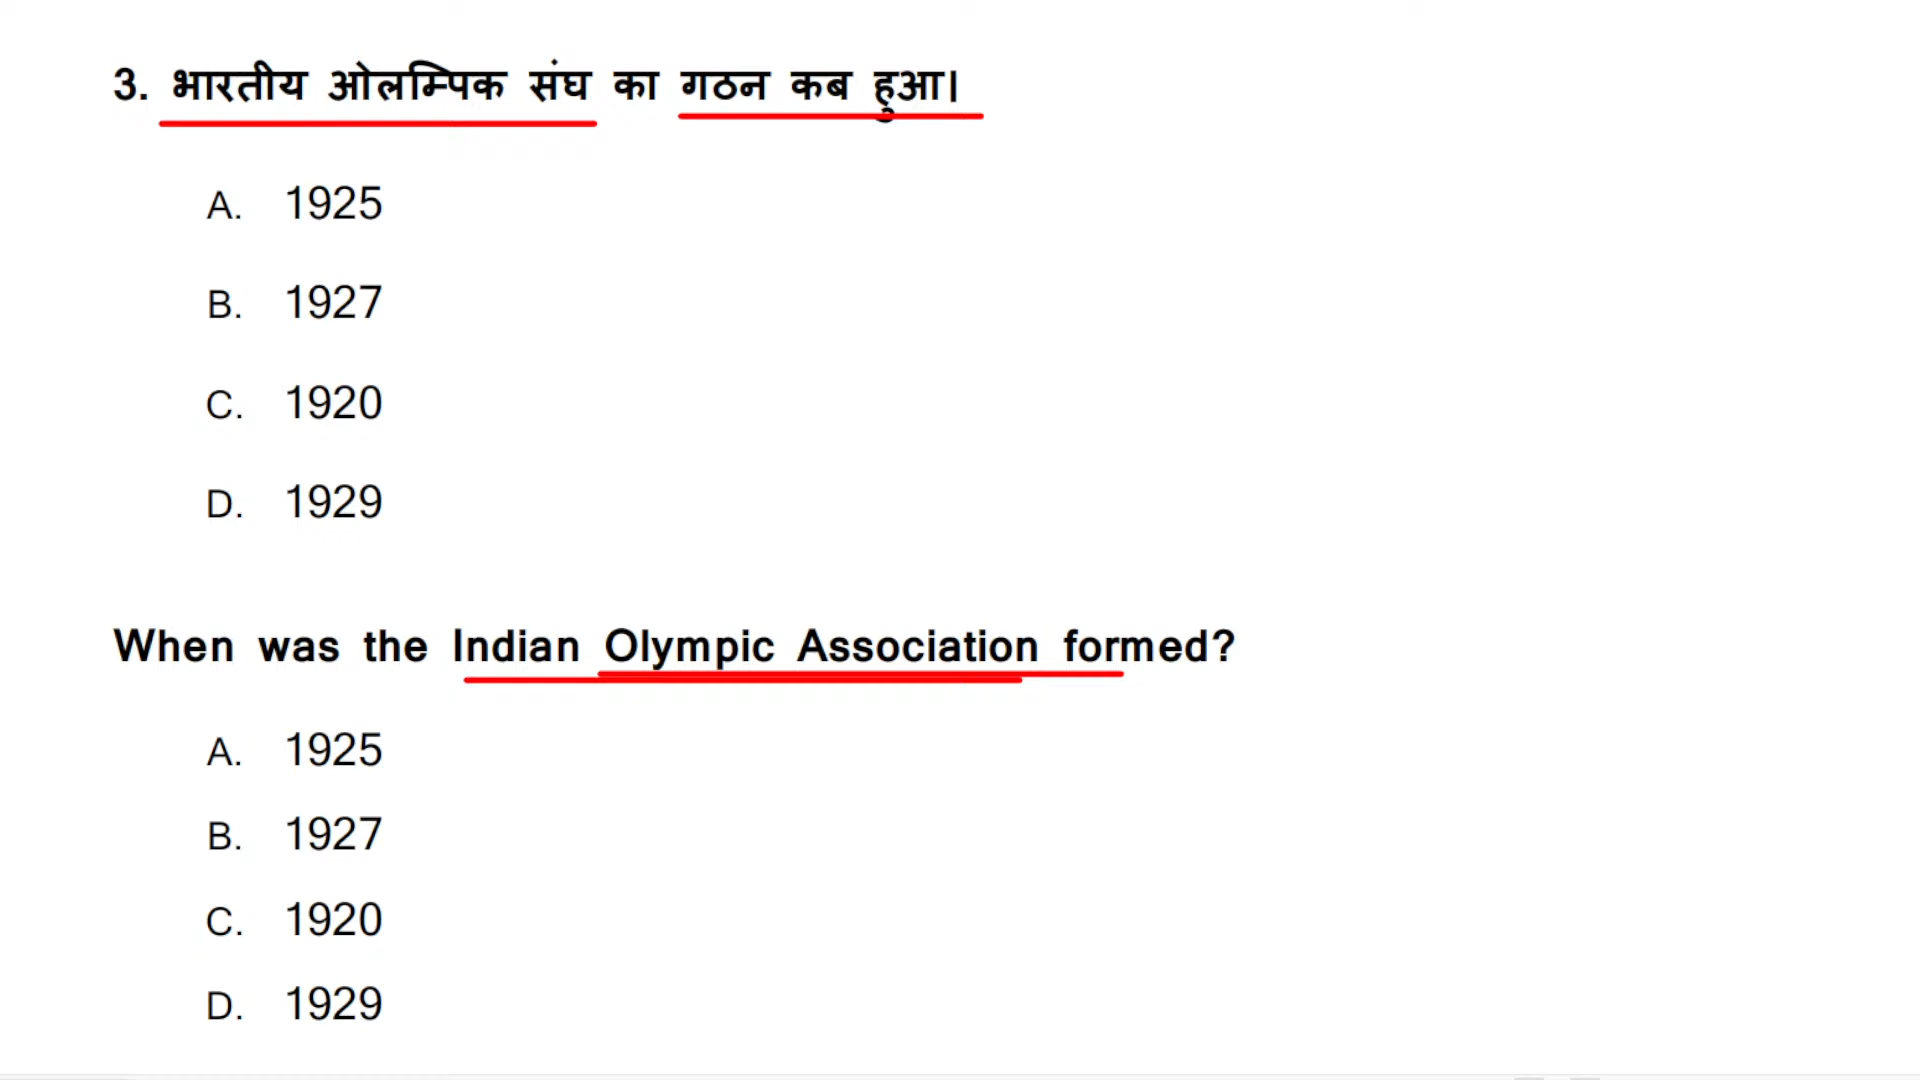 3. भारतीय ओलम्पिक संघ का गठन कब हुआ।
A. 1925
B. 1927
C. 1920
D. 1929
When was the Indian Olympic Association formed?
A. 1925
B. 1927
C. 1920
D. 1929